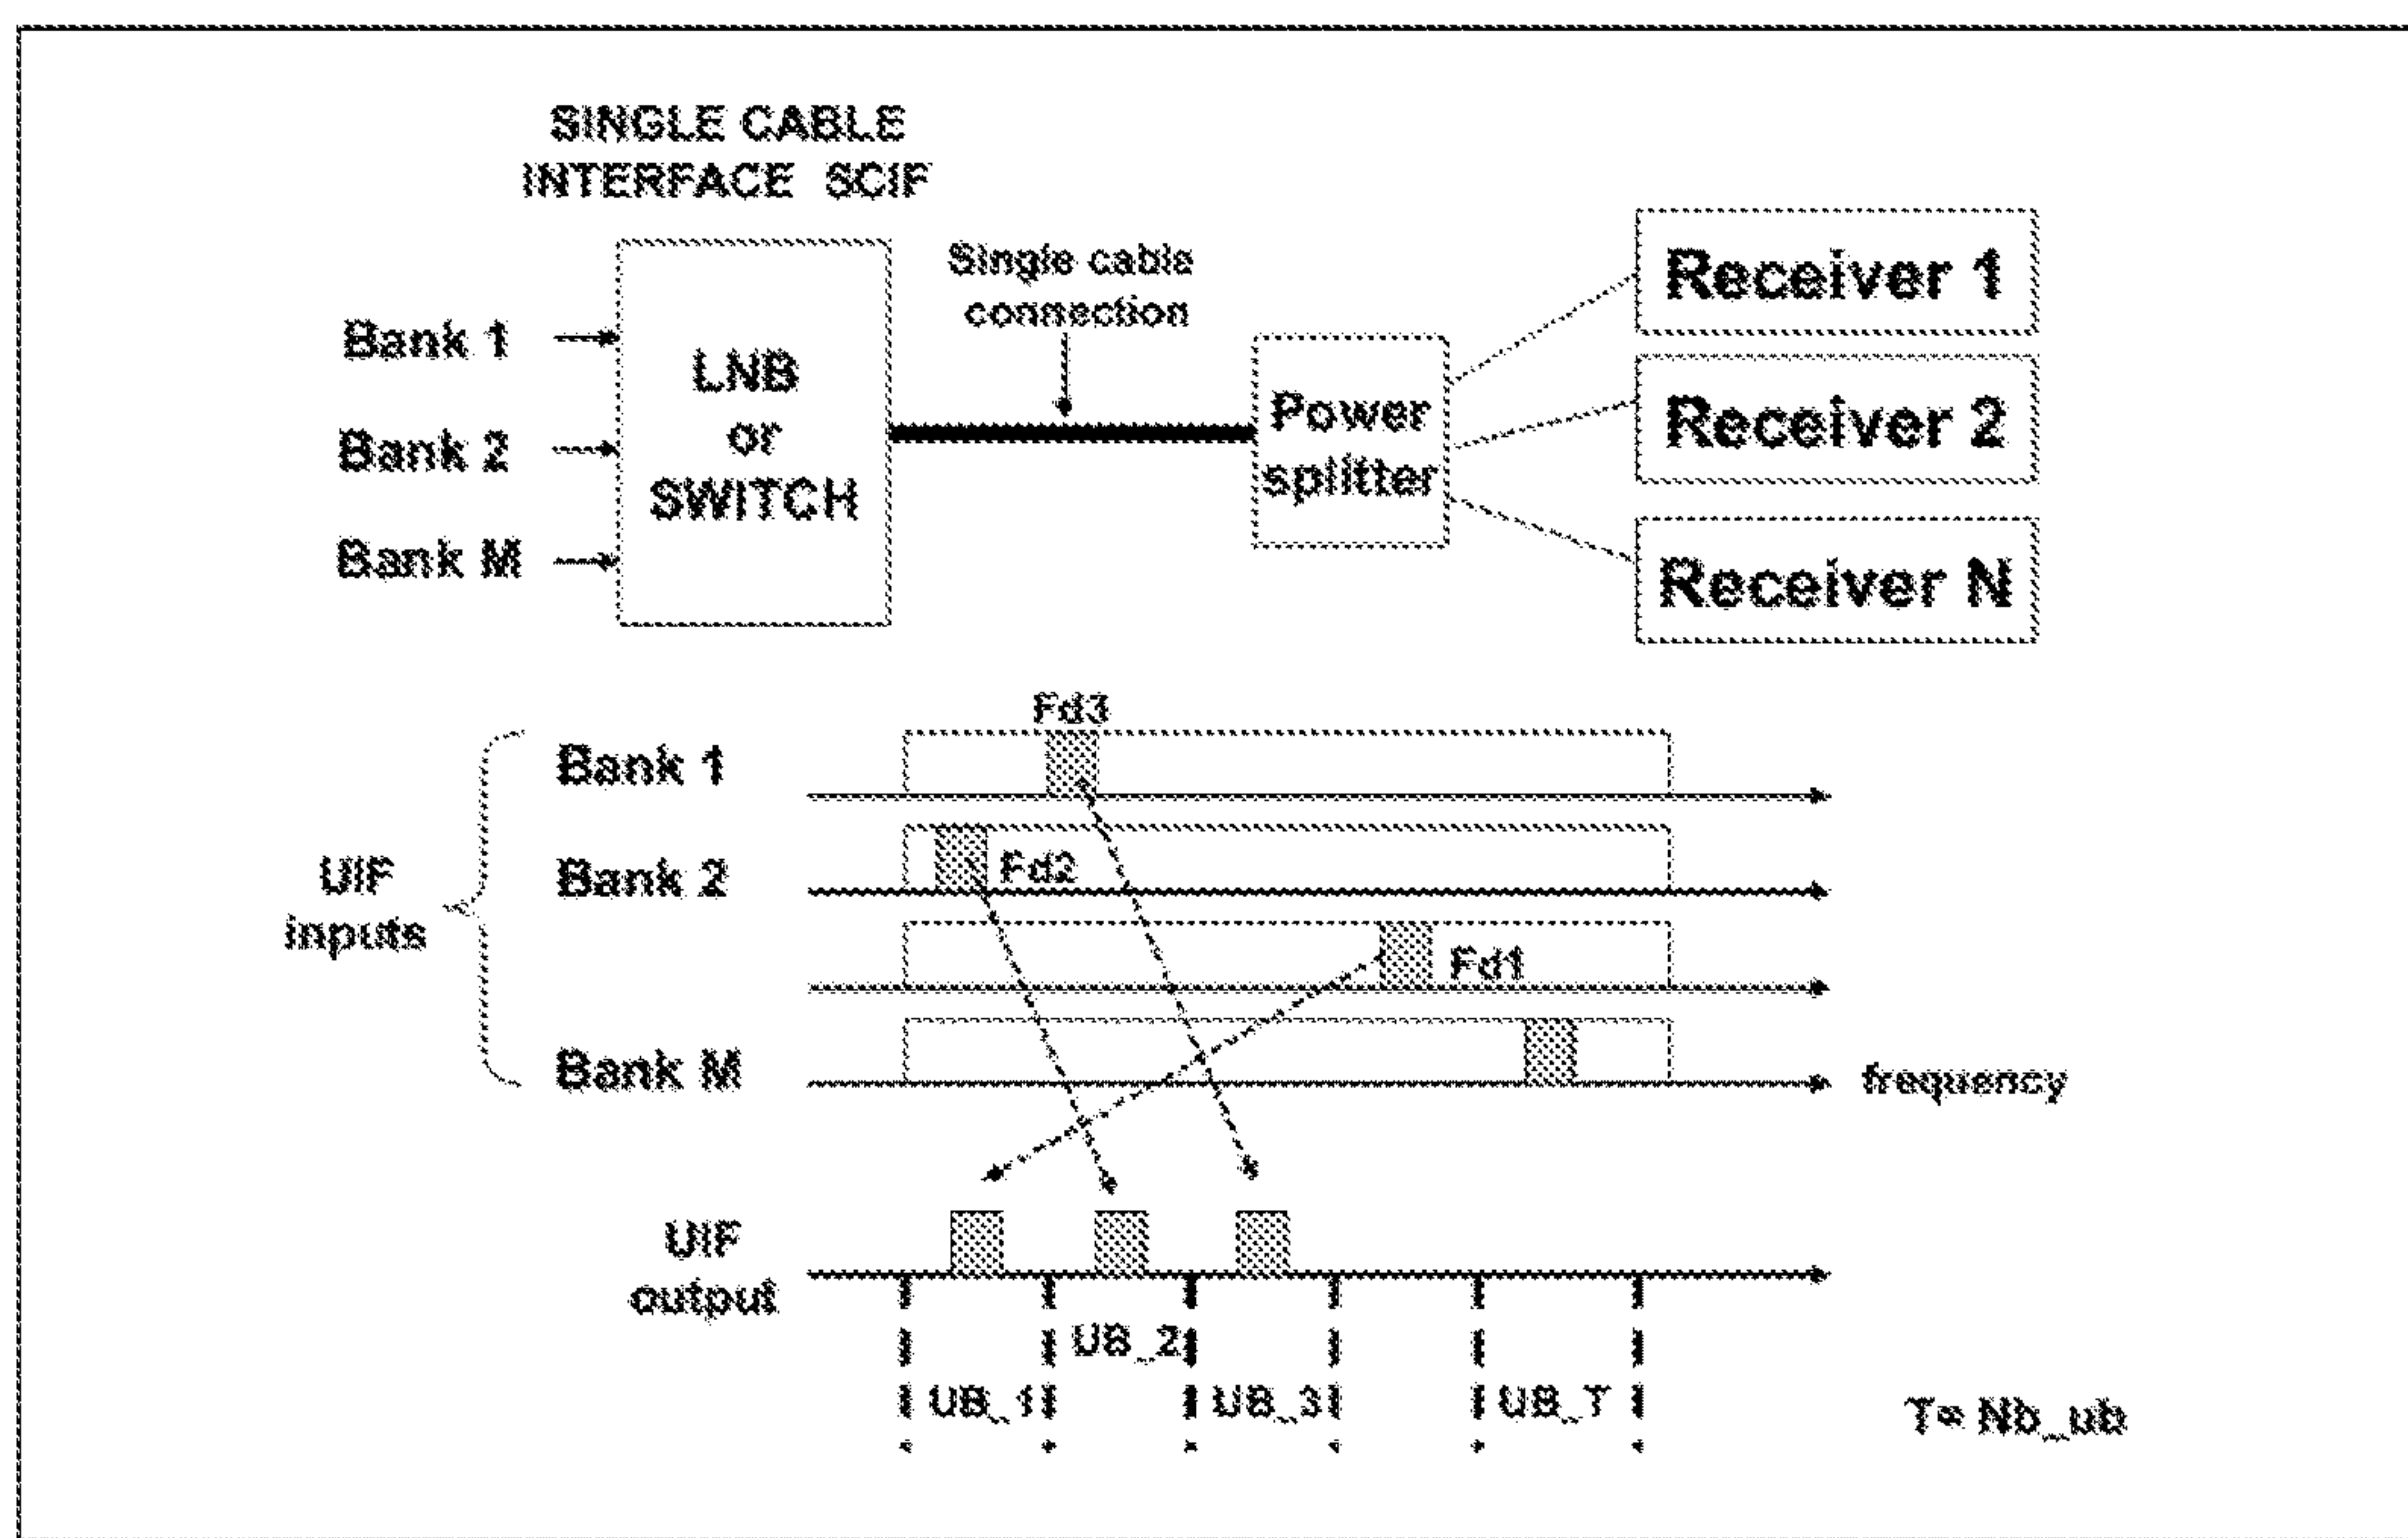 SINGLE CABLE
INTERFACE SCIF
Single cable
connection
Bank 1
Bank 2
Bank M
LNB
or
SWITCH
Power
splitter
Receiver 1
Receiver 2
Receiver N
Fd3
Bank 1
Bank 2
Fd2
UIF
inputs
Fd1
Bank M
frequency
UIF
output
UB_2
UB_1
UB_3
UB_T
T= Nb_ub